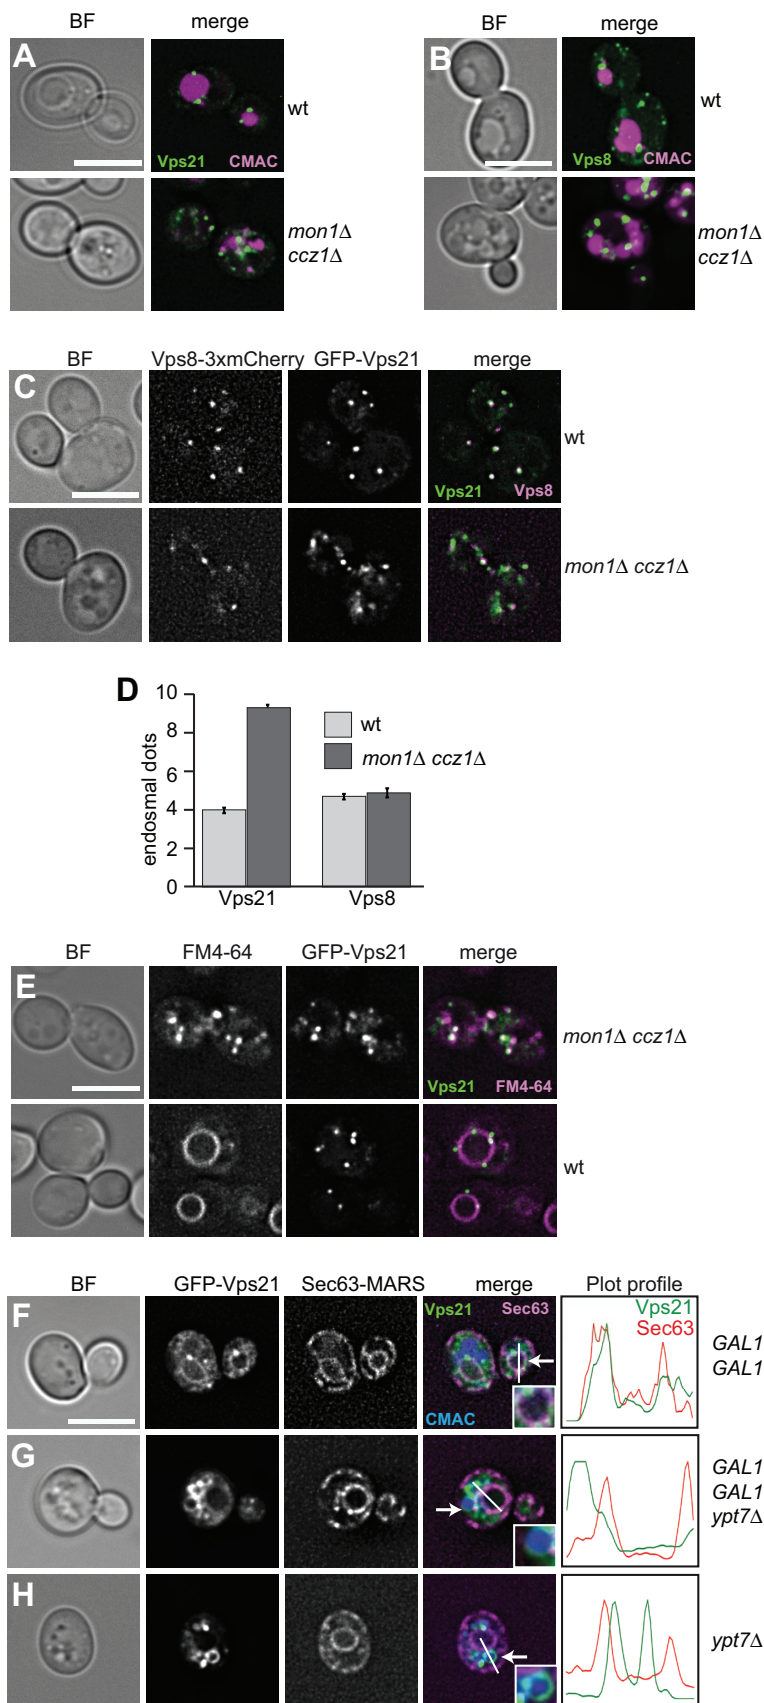 BF merge
A
wt
Vps21 CMAC
mon1Δ
ccz1Δ
BF merge
B
wt
Vps8 CMAC
mon1Δ
ccz1Δ
BF Vps8-3xmCherry GFP-Vps21 merge
C
wt
Vps21 Vps8
mon1Δ ccz1Δ
D
10
8
6
4
2
0
endosmal dots
wt
mon1Δ ccz1Δ
Vps21 Vps8
BF FM4-64 GFP-Vps21 merge
E
mon1Δ ccz1Δ
Vps21 FM4-64
wt
BF GFP-Vps21 Sec63-MARS merge Plot profile
F
Vps21 Sec63
CMAC
Vps21
Sec63
GAL1
GAL1
G
GAL1
GAL1
ypt7Δ
H
ypt7Δ